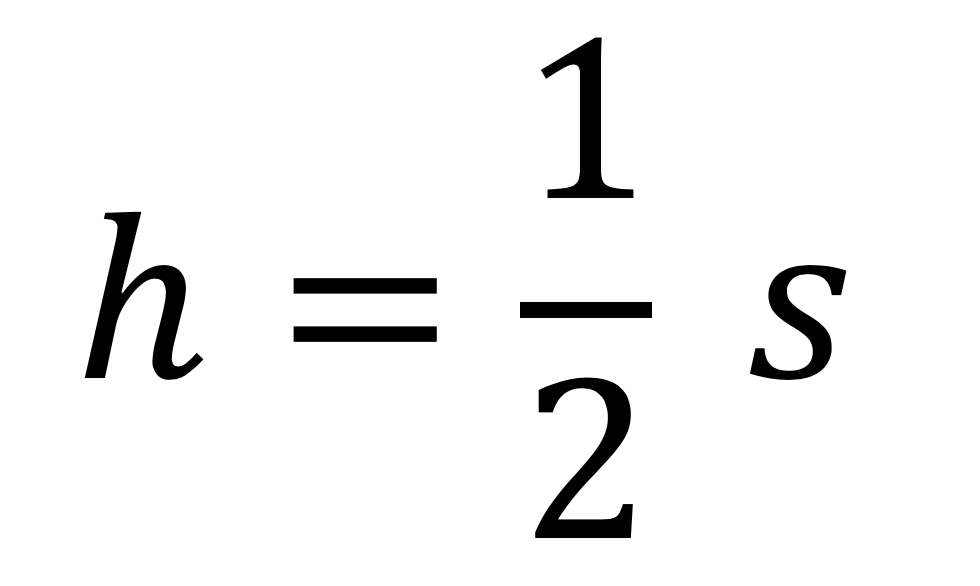 h = 1/2 s